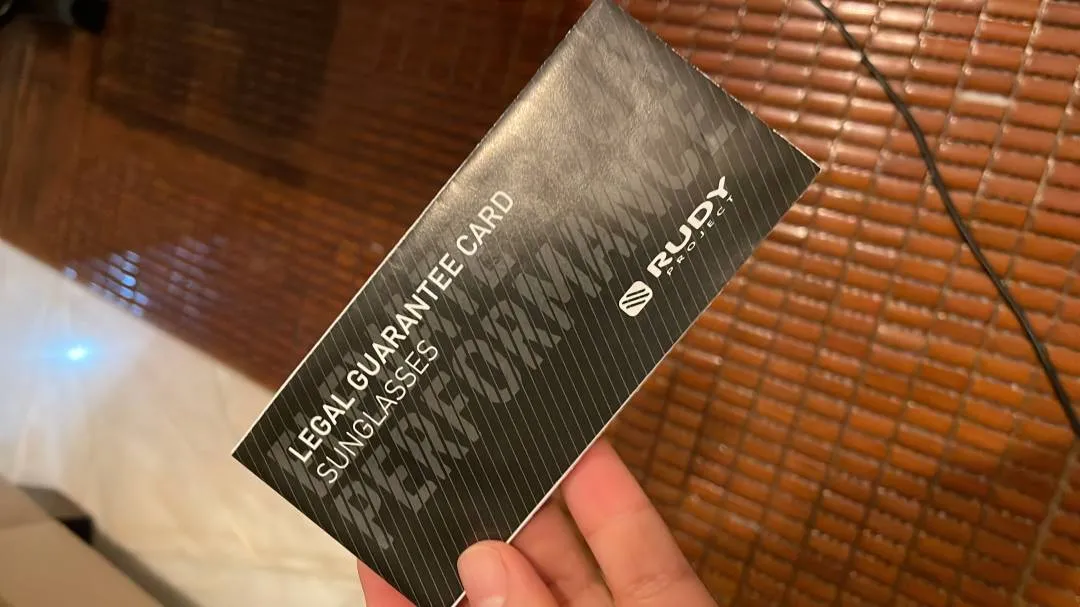 LEGAL GUARANTEE CARD
SUNGLASSES
PERFORMANCE
RUDY
PROJECT